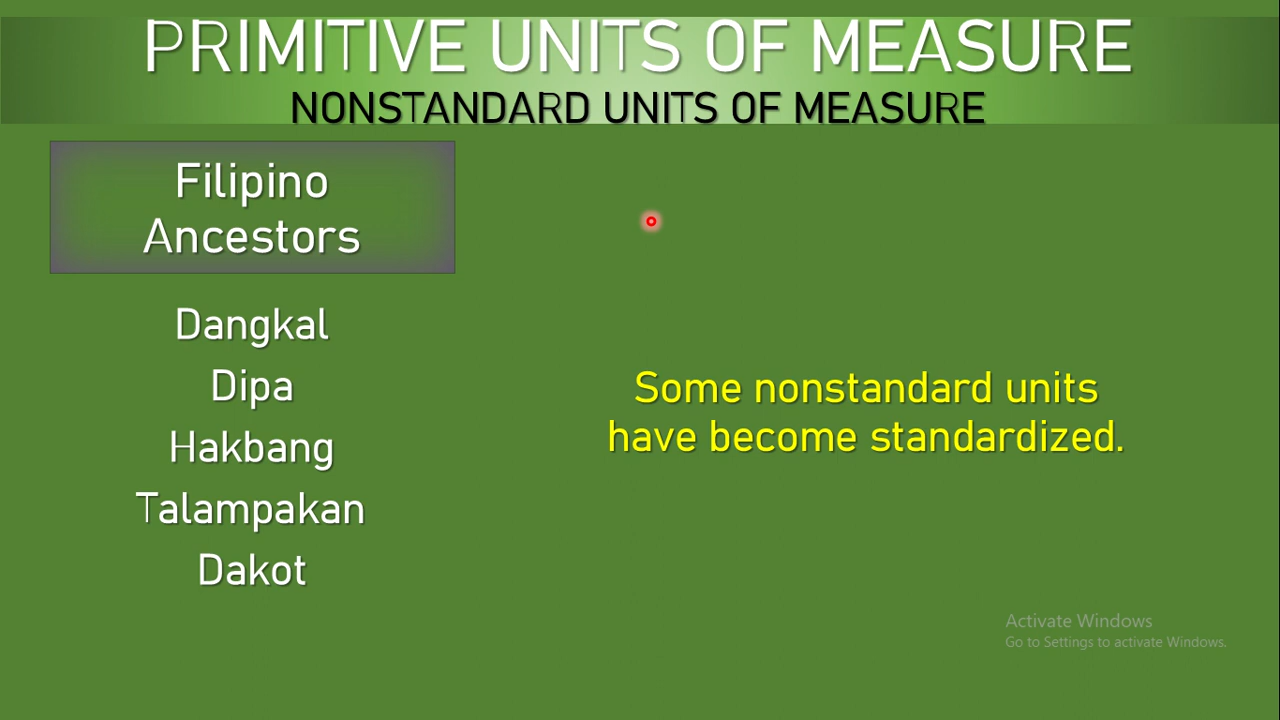 PRIMITIVE UNITS OF MEASURE
NONSTANDARD UNITS OF MEASURE
Filipino
Ancestors
Dangkal
Dipa
Hakbang
Talampakan
Dakot
Some nonstandard units
have become standardized.
Activate Windows
Go to Settings to activate Windows.